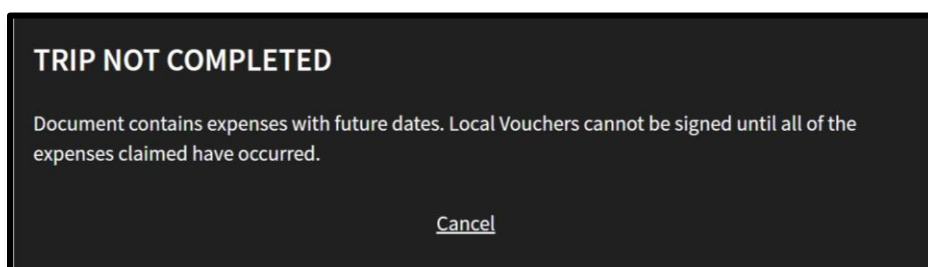 TRIP NOT COMPLETED
Document contains expenses with future dates. Local Vouchers cannot be signed until all of the
expenses claimed have occurred.
Cancel